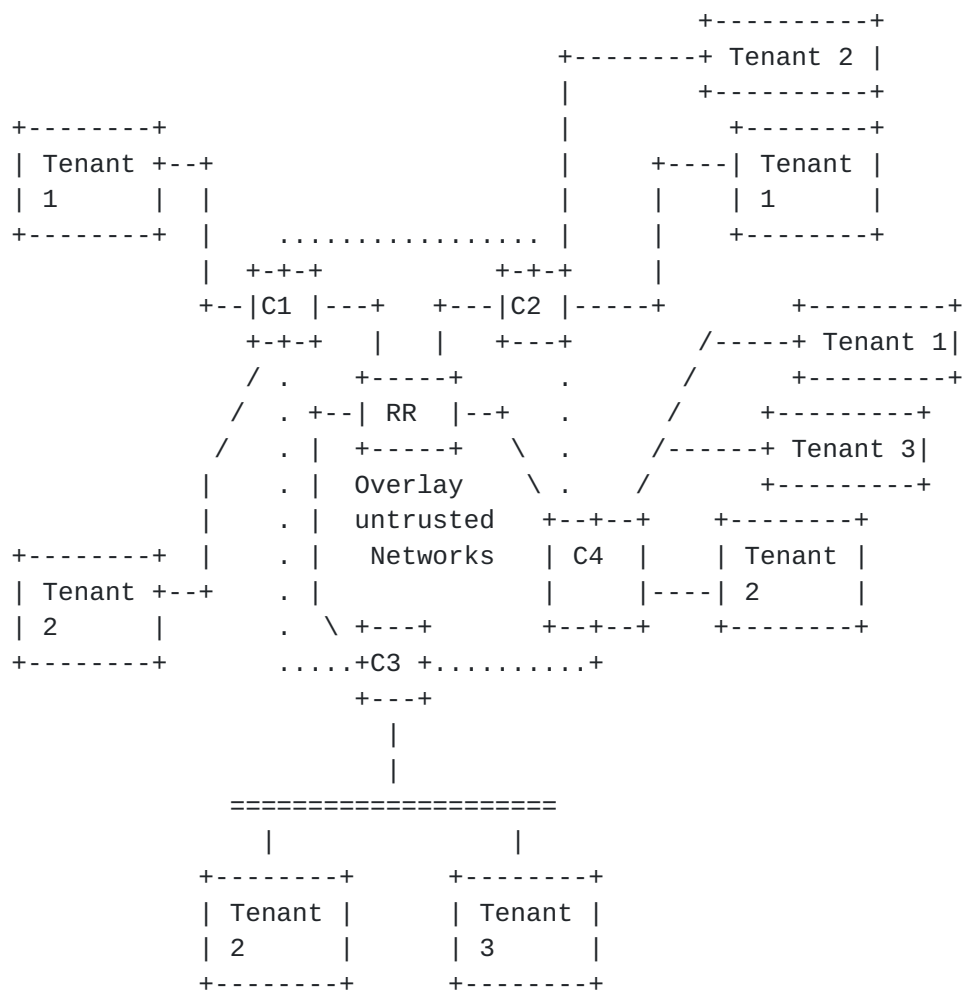 Tenant 2
Tenant
1
Tenant
1
C1
C2
Tenant 1
RR
Tenant 3
Overlay
untrusted
Networks
C4
Tenant
2
Tenant
2
C3
Tenant
2
Tenant
3